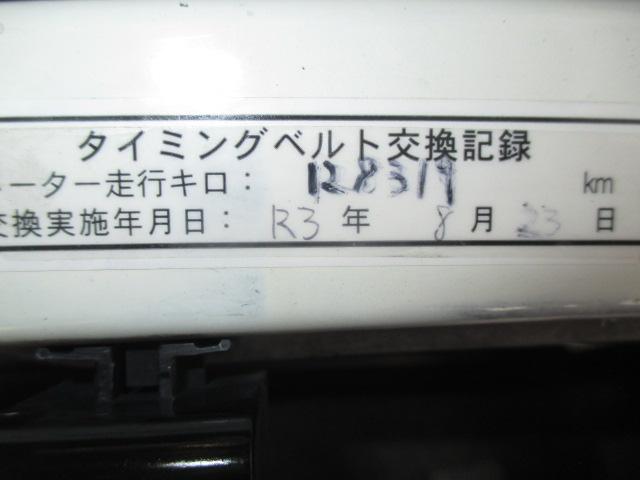 タイミングベルト交換記録
ーター走行キロ： 128319 km
交換実施年月日： R3 年 8 月 23 日